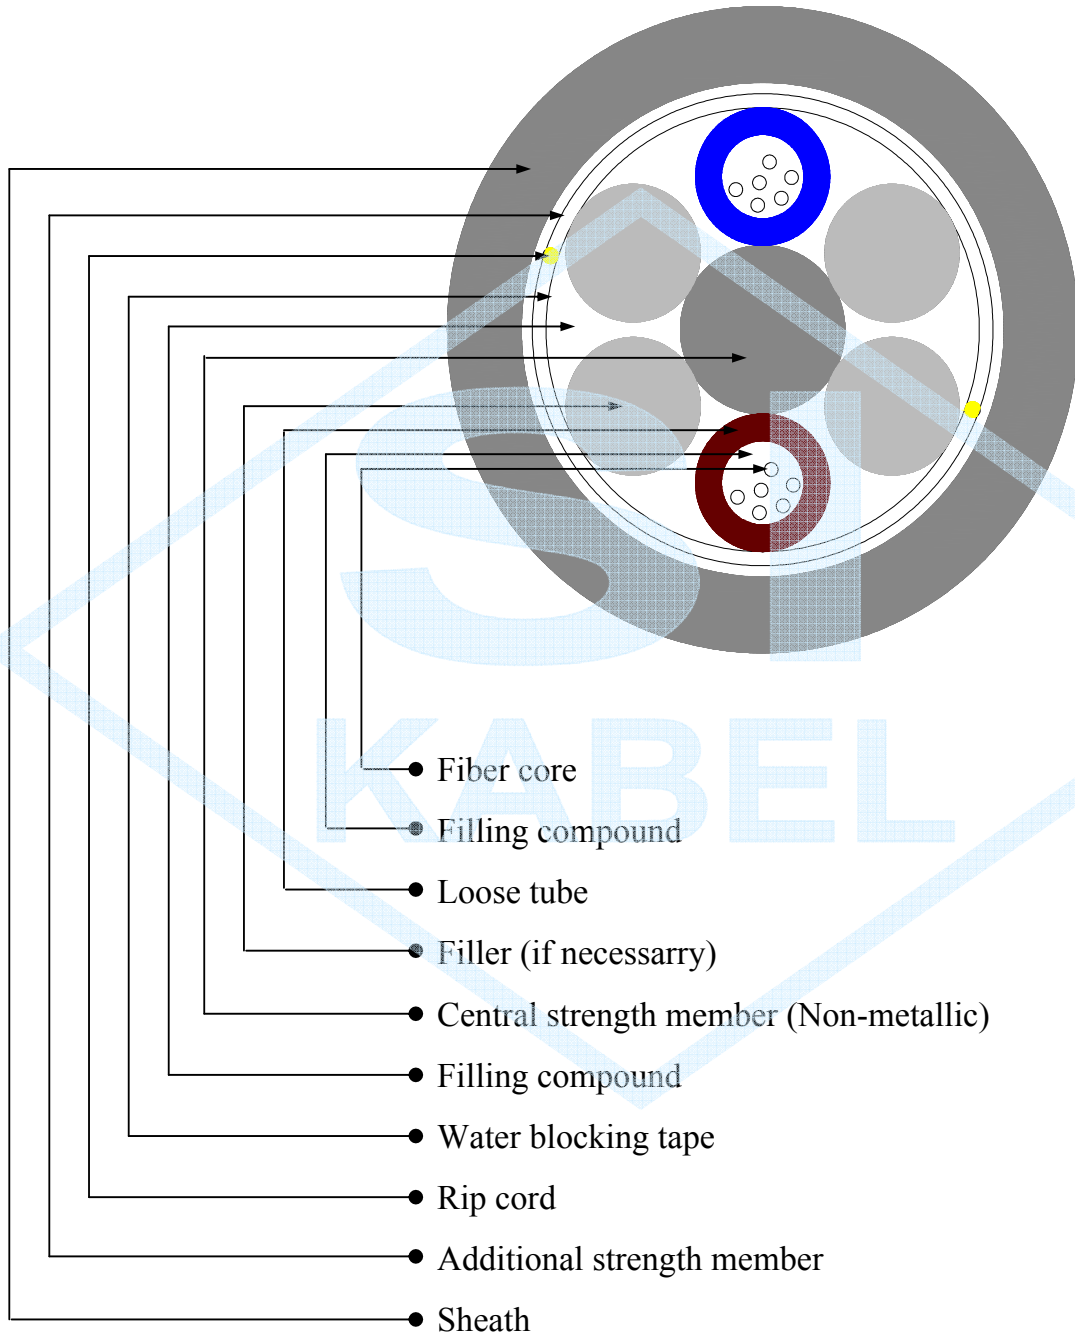 SI
KABEL
Fiber core
Filling compound
Loose tube
Filler (if necessarry)
Central strength member (Non-metallic)
Filling compound
Water blocking tape
Rip cord
Additional strength member
Sheath